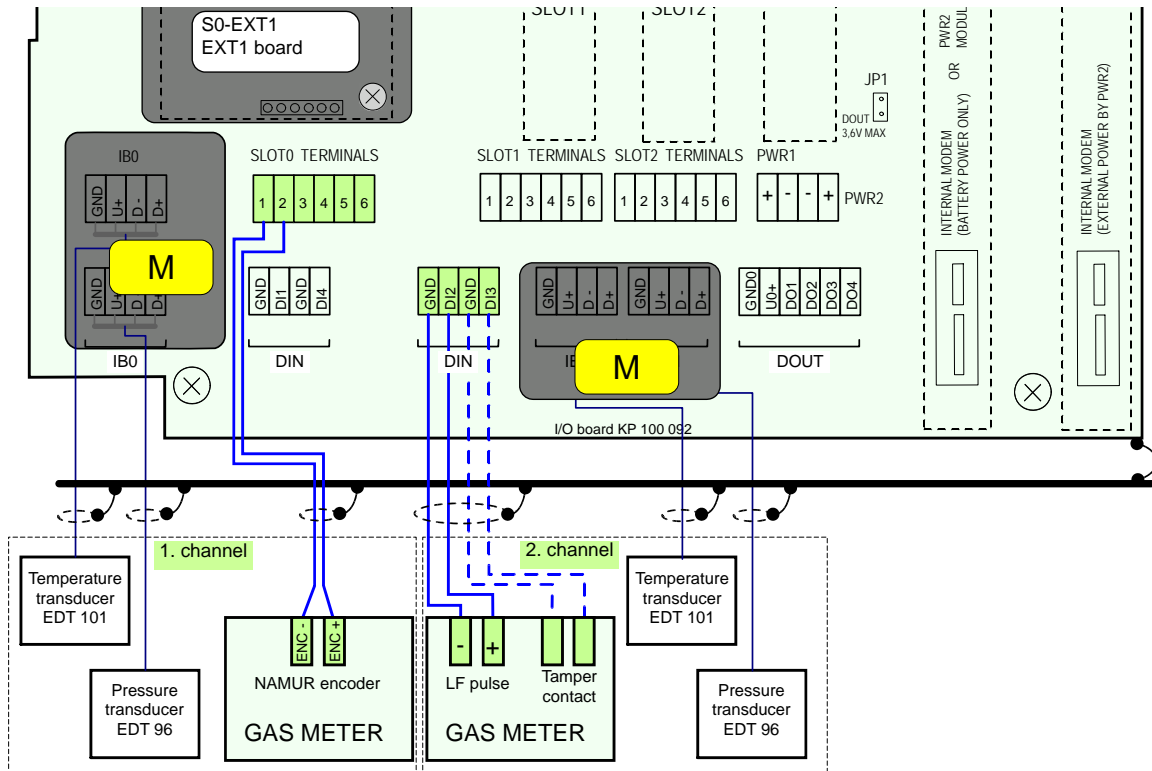 SLOT1
SLOT2
S0-EXT1
EXT1 board
PWR2
MODUL
OR
INTERNAL MODEM
(BATTERY POWER ONLY)
INTERNAL MODEM
(EXTERNAL POWER BY PWR2)
JP1
DOUT
3,6V MAX
IB0
SLOT0 TERMINALS
SLOT1 TERMINALS
SLOT2 TERMINALS
PWR1
GND U+ D - D+
1 2 3 4 5 6
1 2 3 4 5 6
1 2 3 4 5 6
+ - - +
PWR2
M
GND U+ D+
GND DI1 GND DI4
GND DI2 GND DI3
GND U+ D - D+
GND U+ D - D+
GND0 U0+ DO1 DO2 DO3 DO4
IB0
DIN
DIN
M
DOUT
I/O board KP 100 092
1. channel
2. channel
Temperature
transducer
EDT 101
Pressure
transducer
EDT 96
ENC -
ENC +
NAMUR encoder
GAS METER
- +
LF pulse
Tamper
contact
GAS METER
Temperature
transducer
EDT 101
Pressure
transducer
EDT 96